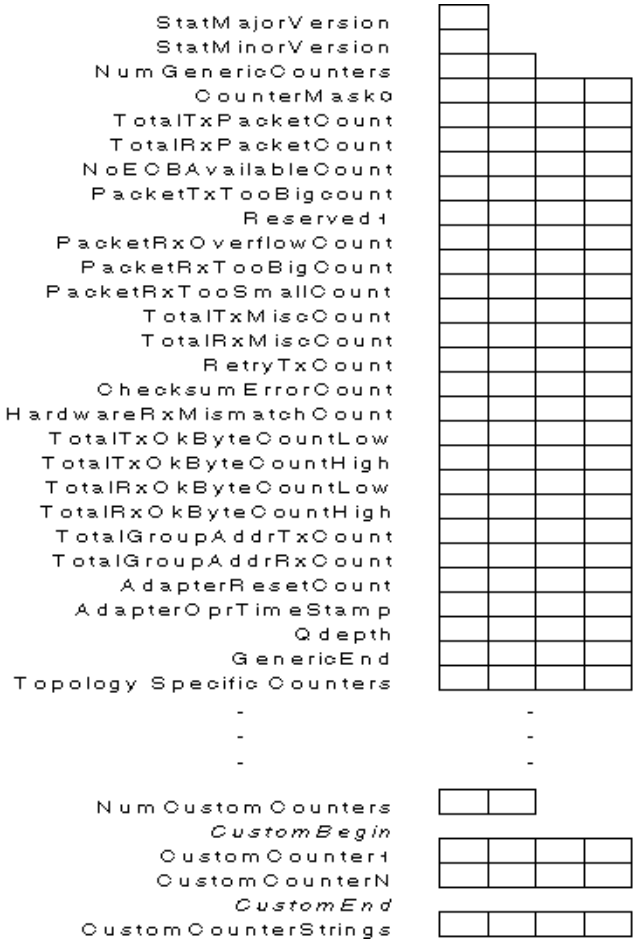 StatMajorVersion
StatMinorVersion
NumGenericCounters
CounterMask0
TotalTxPacketCount
TotalRxPacketCount
NoECBAvailableCount
PacketTxTooBigcount
Reserved1
PacketRxOverflowCount
PacketRxTooBigCount
PacketRxTooSmallCount
TotalTxMiscCount
TotalRxMiscCount
RetryTxCount
ChecksumErrorCount
HardwareRxMismatchCount
TotalTxOkByteCountLow
TotalTxOkByteCountHigh
TotalRxOkByteCountLow
TotalRxOkByteCountHigh
TotalGroupAddrTxCount
TotalGroupAddrRxCount
AdapterResetCount
AdapterOprTimeStamp
Qdepth
GenericEnd
Topology Specific Counters
- -
- -
- -
NumCustomCounters
CustomBegin
CustomCounter1
CustomCounterN
CustomEnd
CustomCounterStrings